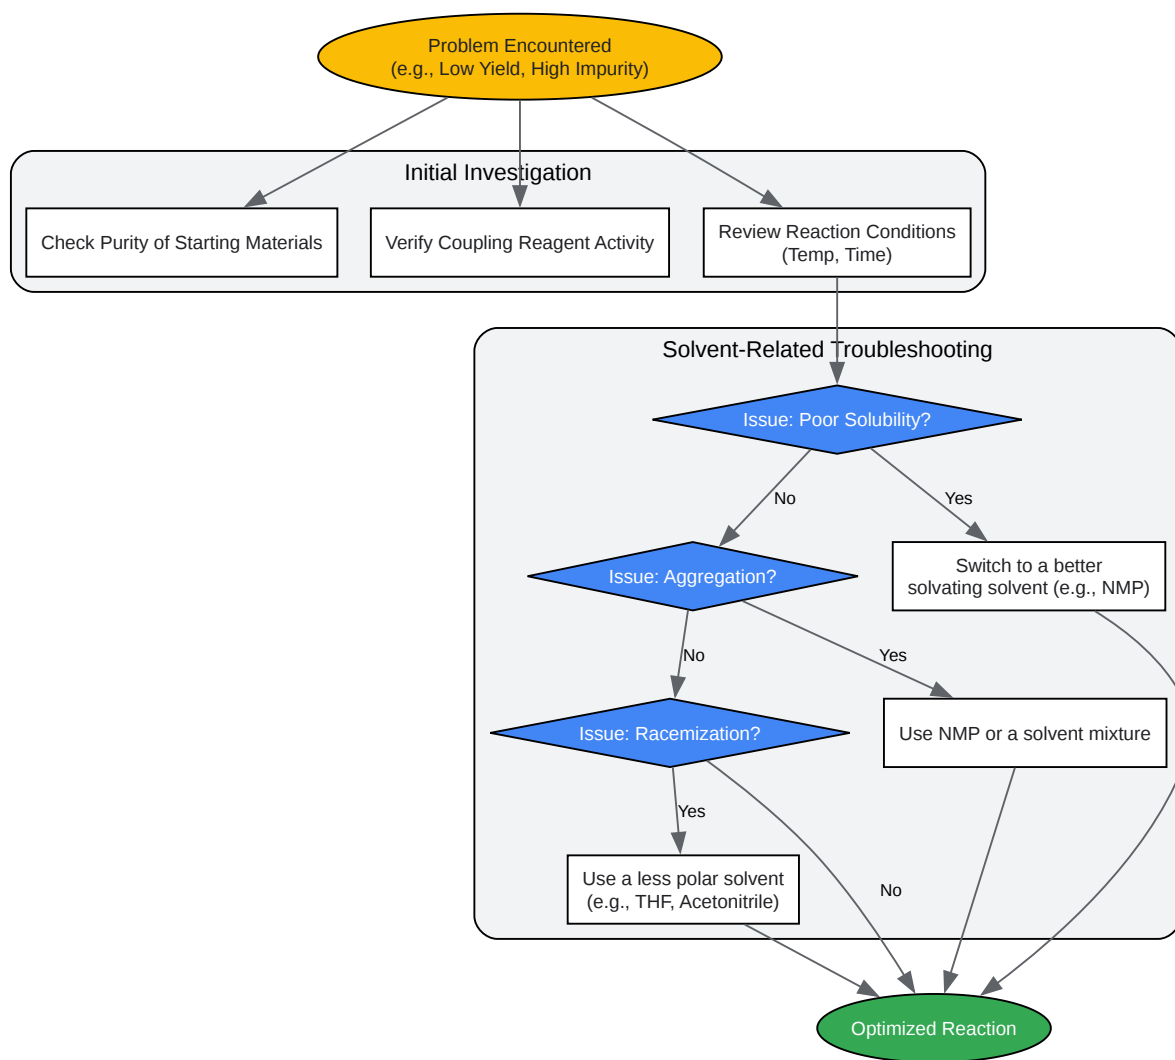 Problem Encountered
(e.g., Low Yield, High Impurity)
Initial Investigation
Check Purity of Starting Materials
Verify Coupling Reagent Activity
Review Reaction Conditions
(Temp, Time)
Solvent-Related Troubleshooting
Issue: Poor Solubility?
No
Yes
Issue: Aggregation?
Switch to a better
solvating solvent (e.g., NMP)
No
Yes
Issue: Racemization?
Use NMP or a solvent mixture
Yes
Use a less polar solvent
(e.g., THF, Acetonitrile)
No
Optimized Reaction